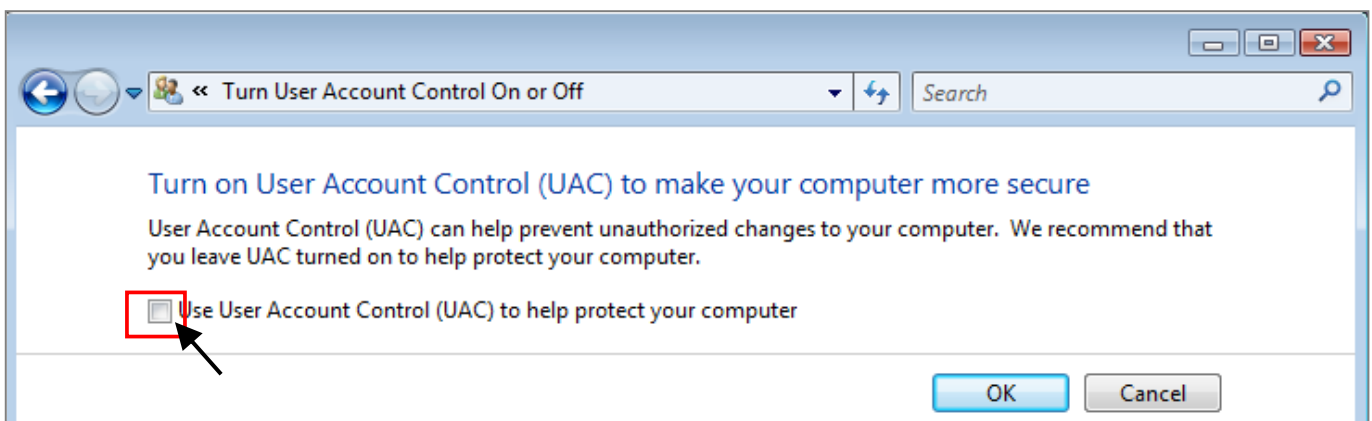 « Turn User Account Control On or Off
Search
Turn on User Account Control (UAC) to make your computer more secure
User Account Control (UAC) can help prevent unauthorized changes to your computer.  We recommend that
you leave UAC turned on to help protect your computer.
Use User Account Control (UAC) to help protect your computer
OK
Cancel